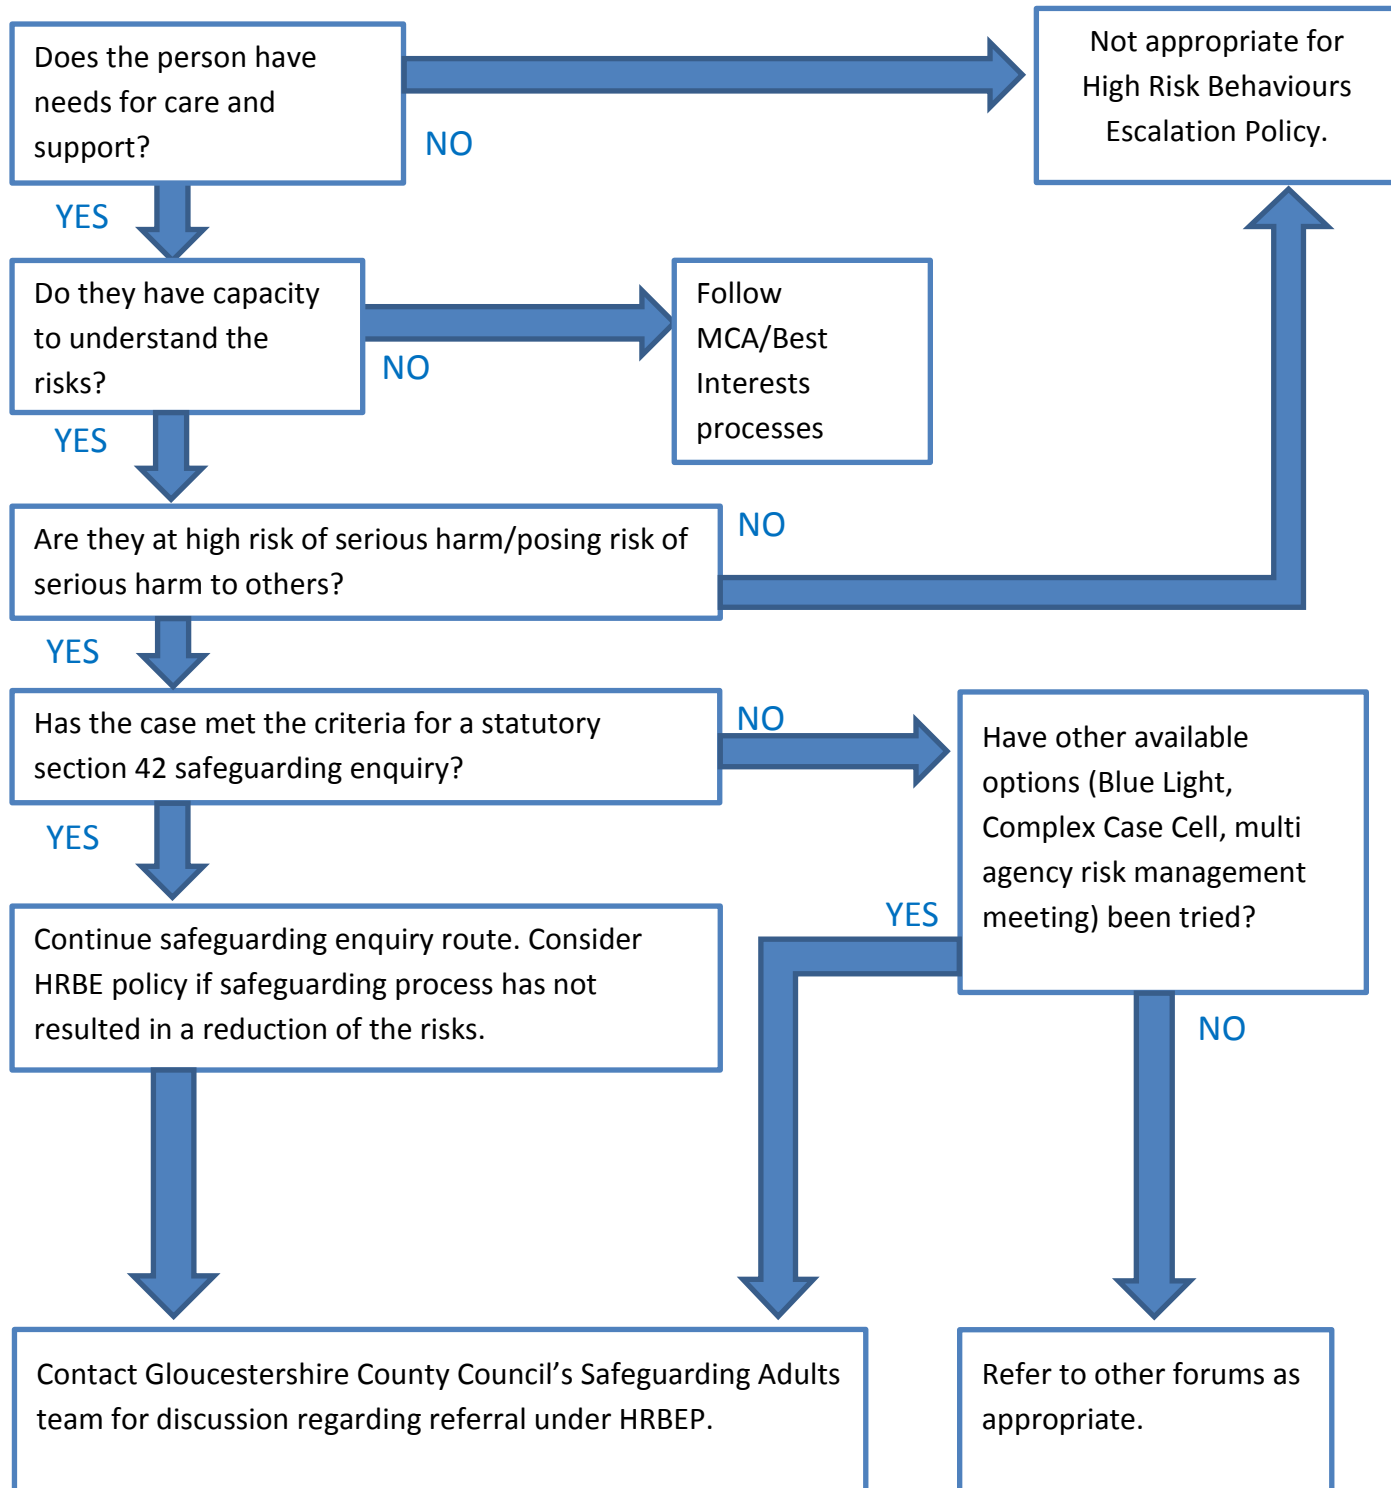 Does the person have
needs for care and
support?
NO
Not appropriate for
High Risk Behaviours
Escalation Policy.
YES
Do they have capacity
to understand the
risks?
NO
Follow
MCA/Best
Interests
processes
YES
Are they at high risk of serious harm/posing risk of
serious harm to others?
NO
YES
Has the case met the criteria for a statutory
section 42 safeguarding enquiry?
NO
Have other available
options (Blue Light,
Complex Case Cell, multi
agency risk management
meeting) been tried?
YES
YES
NO
Continue safeguarding enquiry route. Consider
HRBE policy if safeguarding process has not
resulted in a reduction of the risks.
Contact Gloucestershire County Council’s Safeguarding Adults
team for discussion regarding referral under HRBEP.
Refer to other forums as
appropriate.